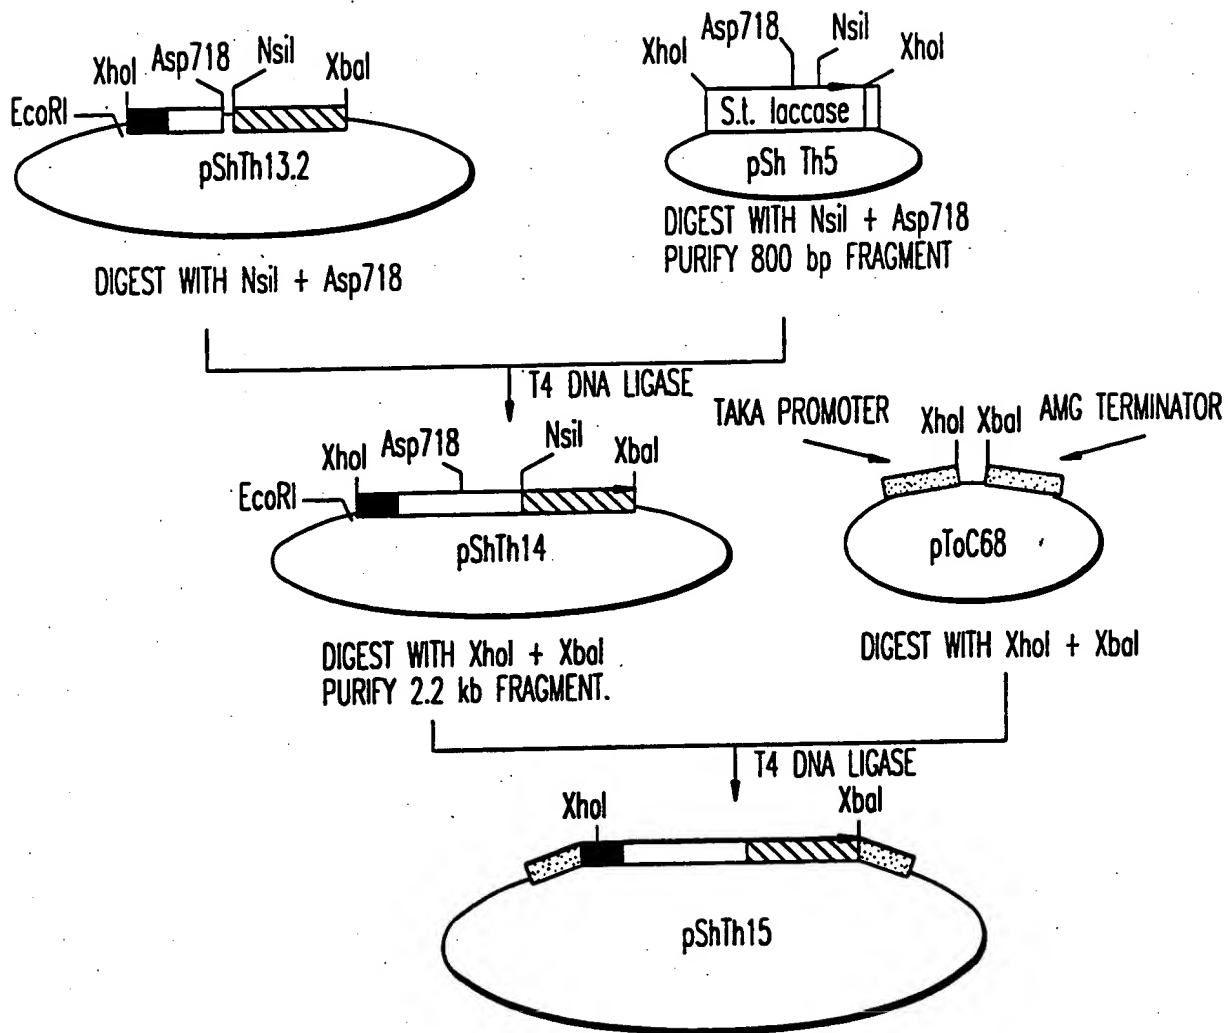 XhoI
Asp718
NsiI
XbaI
EcoRI
pShTh13.2
DIGEST WITH NsiI + Asp718
XhoI
Asp718
NsiI
XhoI
S.t. laccase
pSh Th5
DIGEST WITH NsiI + Asp718
PURIFY 800 bp FRAGMENT
T4 DNA LIGASE
XhoI
Asp718
NsiI
XbaI
EcoRI
pShTh14
DIGEST WITH XhoI + XbaI
PURIFY 2.2 kb FRAGMENT.
TAKA PROMOTER
XhoI XbaI
AMG TERMINATOR
pToC68
DIGEST WITH XhoI + XbaI
T4 DNA LIGASE
XhoI
XbaI
pShTh15